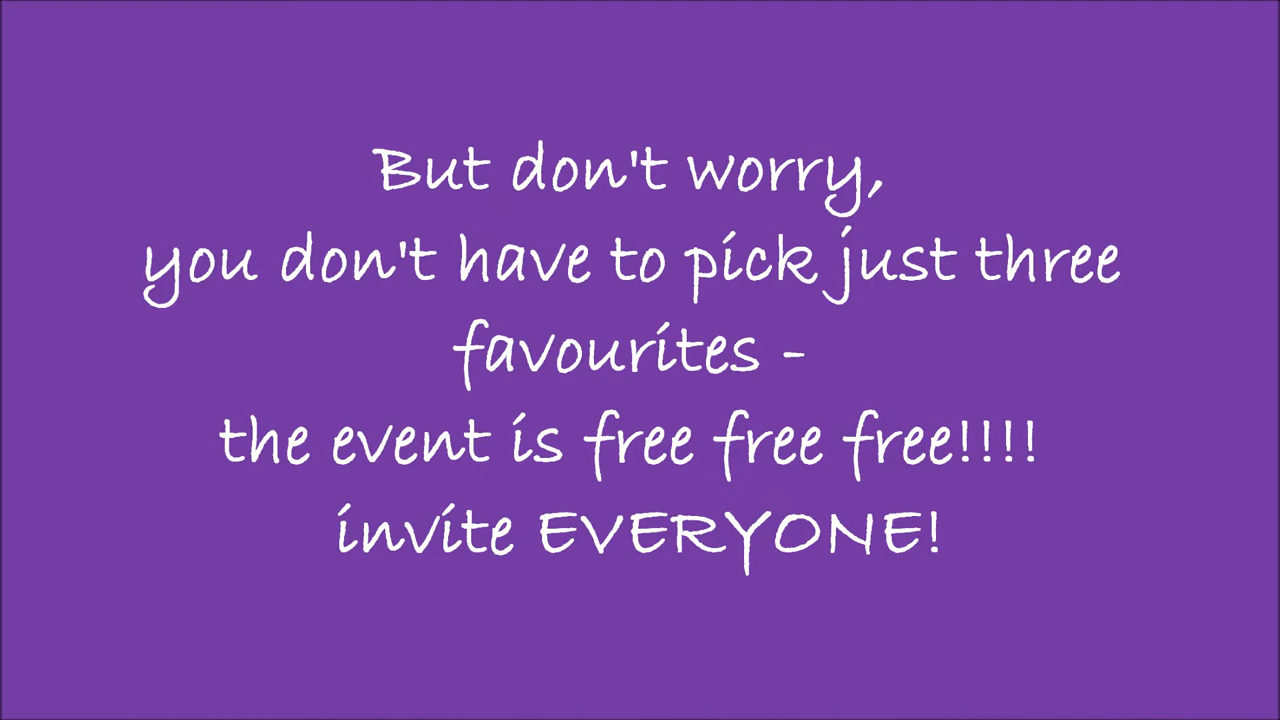 But don't worry,
you don't have to pick just three
favourites -
the event is free free free!!!!
invite EVERYONE!